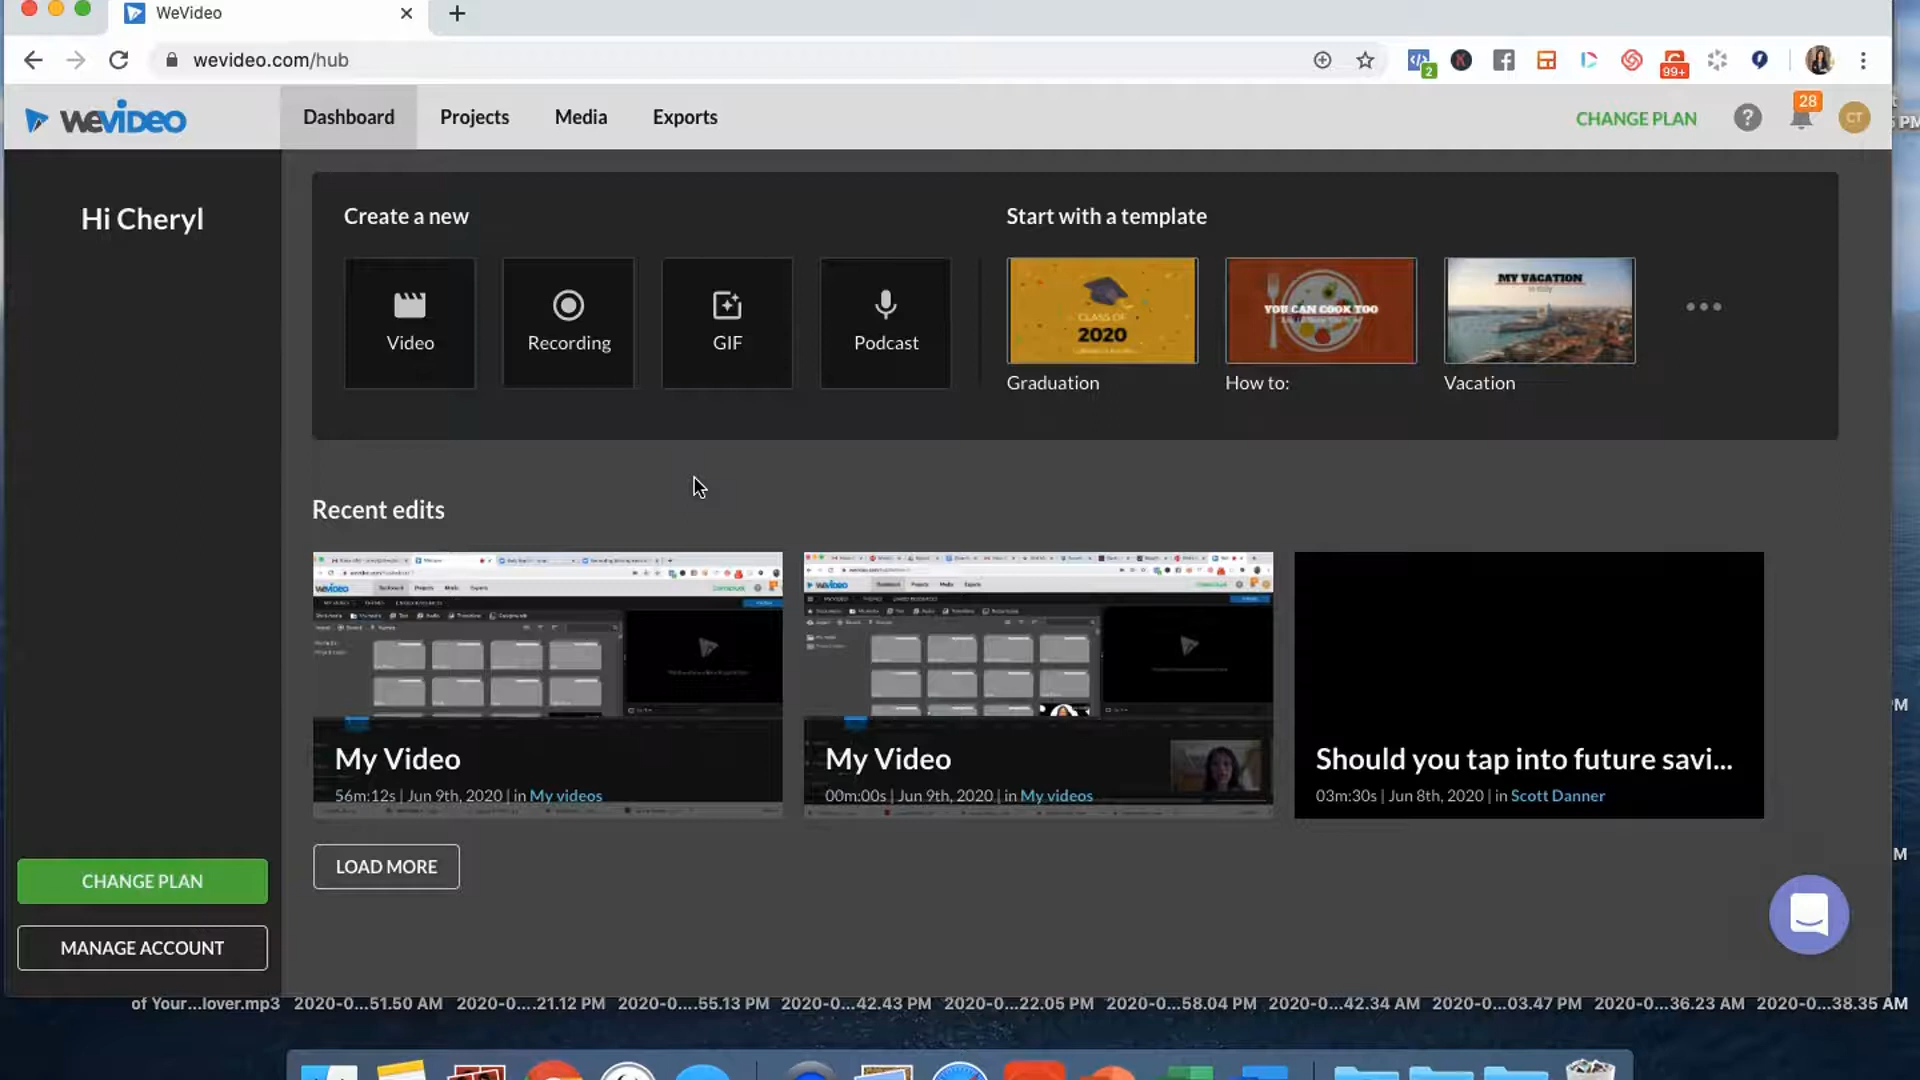 WeVideo
wevideo.com/hub
2
99+
WEVIDEO
Dashboard
Projects
Media
Exports
CHANGE PLAN
?
28
CT
Hi Cheryl
Create a new
Start with a template
Video
Recording
GIF
Podcast
CLASS OF
2020
YOU CAN COOK TOO
MY VACATION
Graduation
How to:
Vacation
Recent edits
My Video
56m:12s | Jun 9th, 2020 | in My videos
My Video
00m:00s | Jun 9th, 2020 | in My videos
Should you tap into future savi...
03m:30s | Jun 8th, 2020 | in Scott Danner
LOAD MORE
CHANGE PLAN
MANAGE ACCOUNT
of Your...lover.mp3
2020-0...51.50 AM
2020-0....21.12 PM
2020-0....55.13 PM
2020-0...42.43 PM
2020-0...22.05 PM
2020-0...58.04 PM
2020-0...42.34 AM
2020-0...03.47 PM
2020-0...36.23 AM
2020-0...38.35 AM